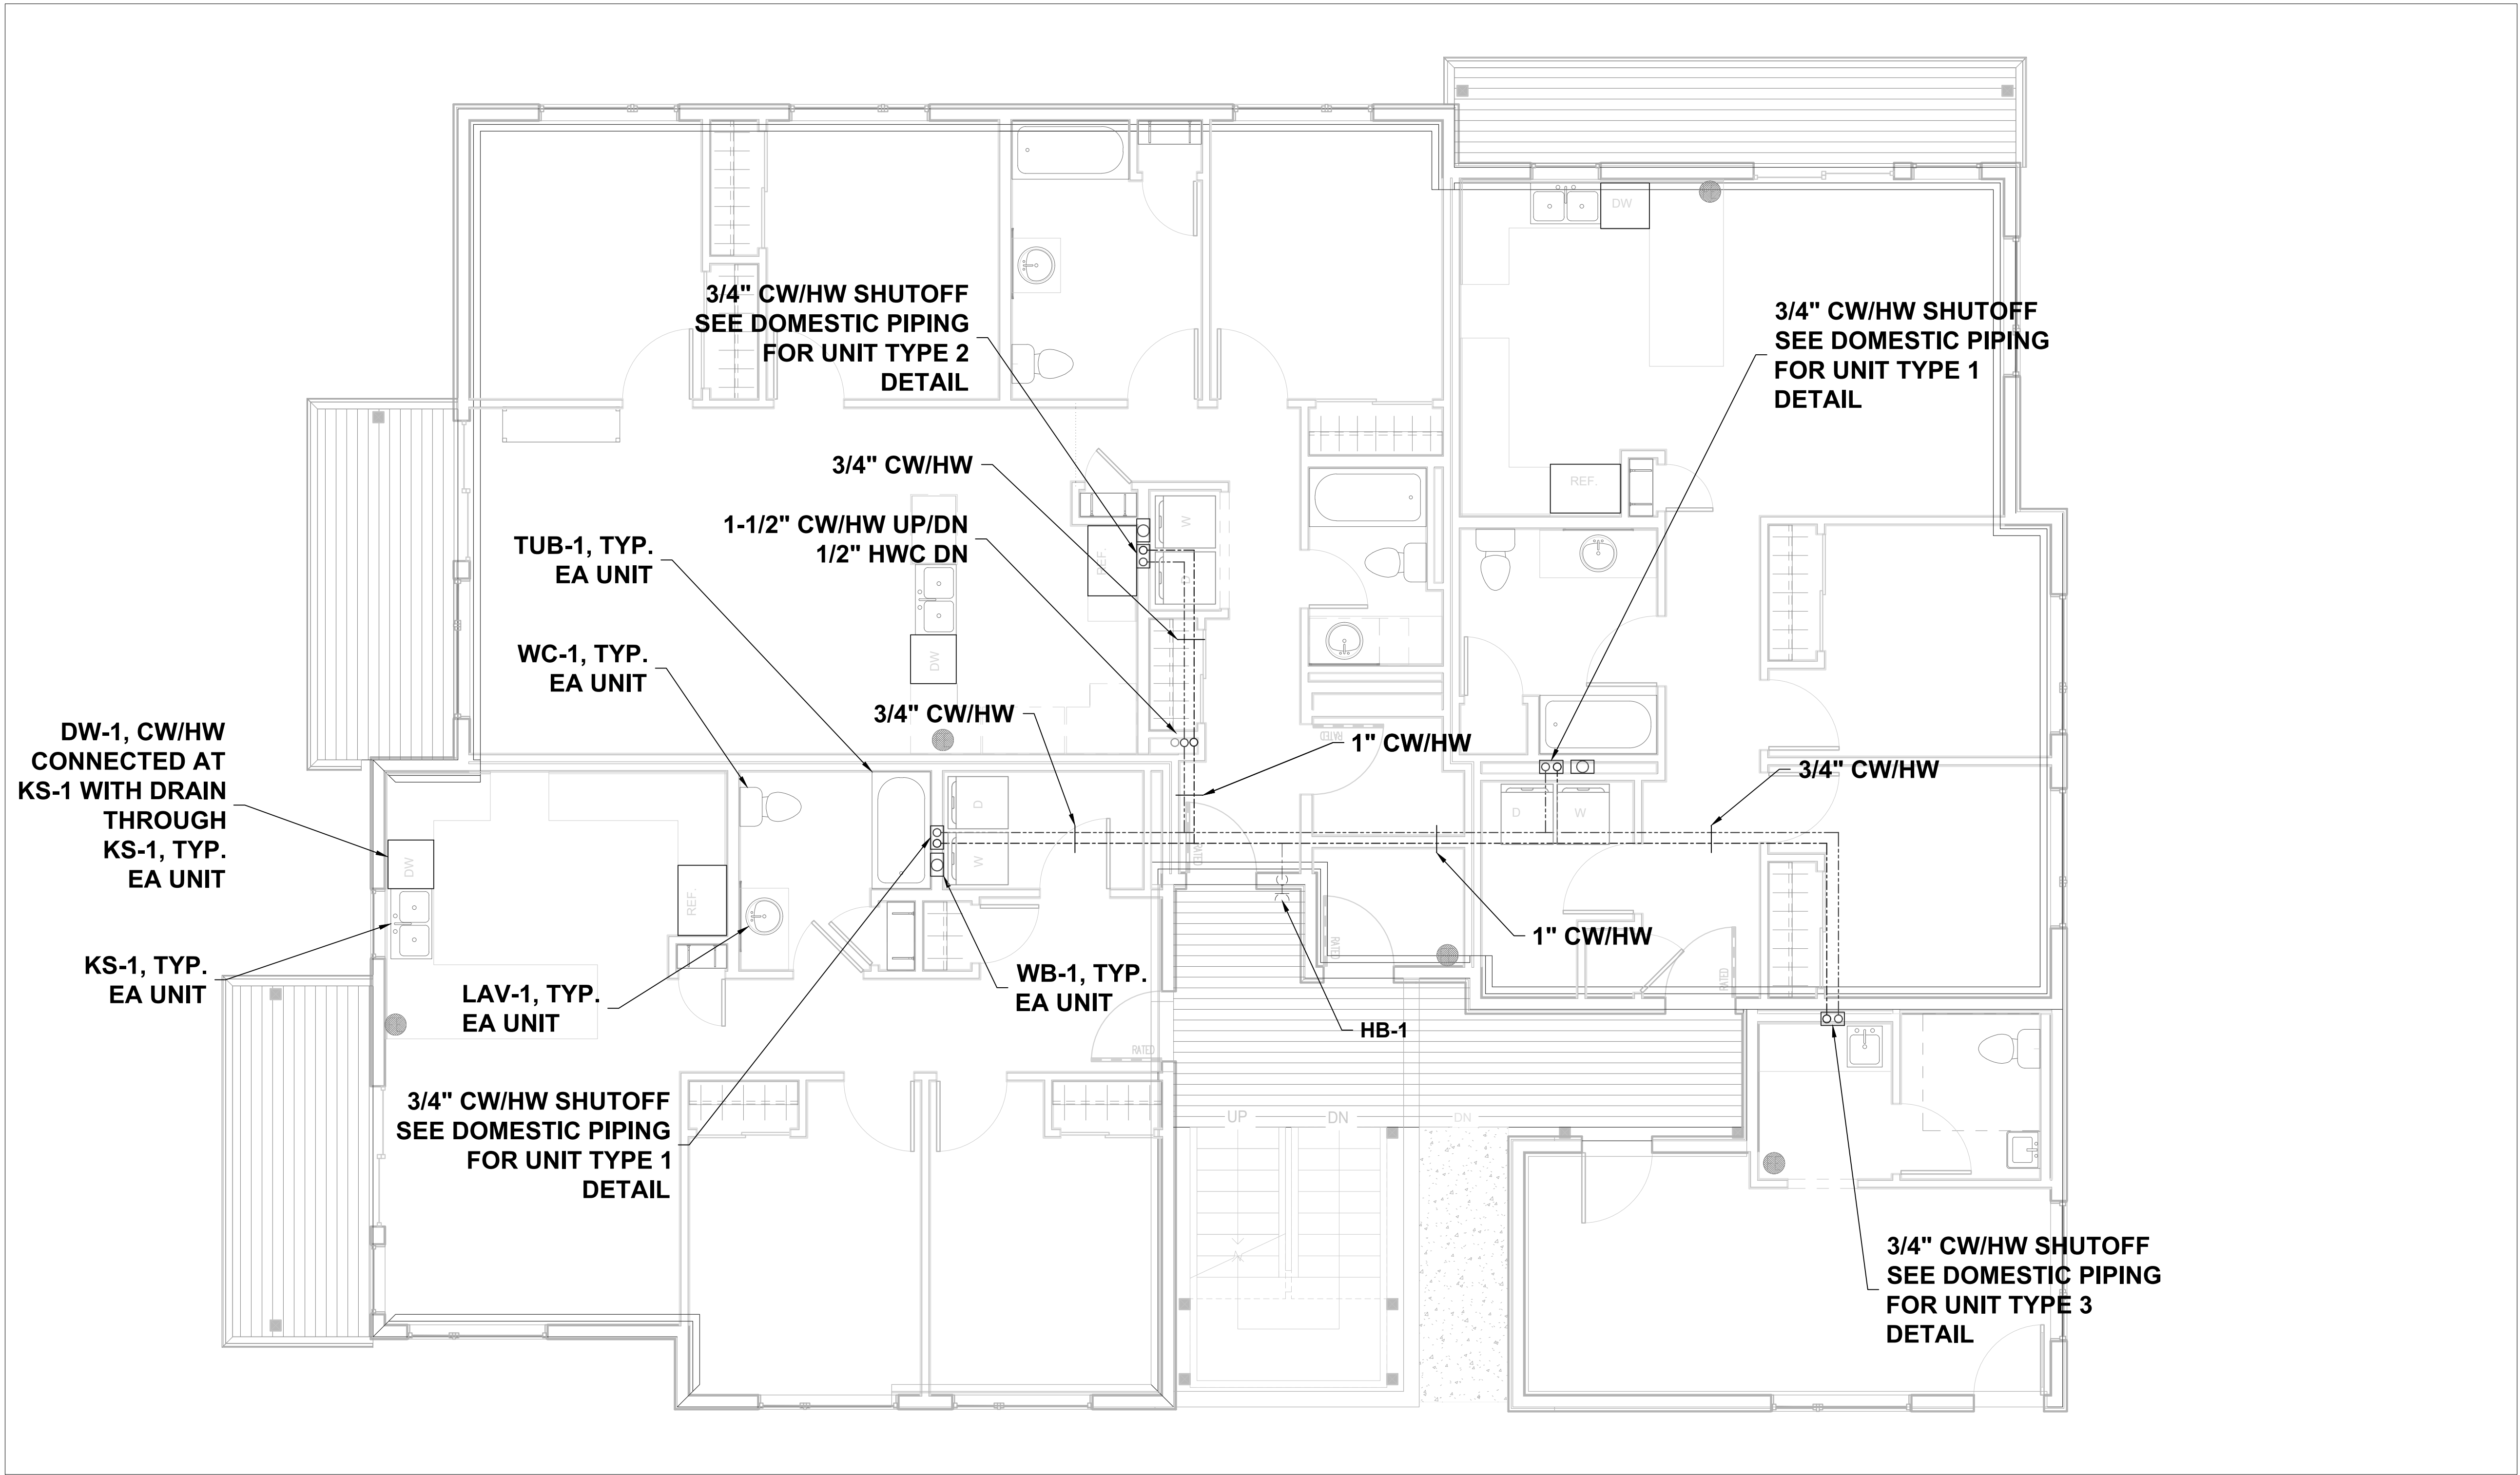 DW
3/4" CW/HW SHUTOFF
SEE DOMESTIC PIPING
FOR UNIT TYPE 2
DETAIL
3/4" CW/HW SHUTOFF
SEE DOMESTIC PIPING
FOR UNIT TYPE 1
DETAIL
3/4" CW/HW
REF.
W
1-1/2" CW/HW UP/DN
1/2" HWC DN
TUB-1, TYP.
EA UNIT
REF.
D
WC-1, TYP.
EA UNIT
DW
3/4" CW/HW
DW-1, CW/HW
CONNECTED AT
KS-1 WITH DRAIN
THROUGH
KS-1, TYP.
EA UNIT
RATED
1" CW/HW
3/4" CW/HW
D
D
W
DW
W
RATED
REF.
1" CW/HW
RATED
KS-1, TYP.
EA UNIT
LAV-1, TYP.
EA UNIT
WB-1, TYP.
EA UNIT
RATED
HB-1
RATED
3/4" CW/HW SHUTOFF
SEE DOMESTIC PIPING
FOR UNIT TYPE 1
DETAIL
UP
DN
DN
3/4" CW/HW SHUTOFF
SEE DOMESTIC PIPING
FOR UNIT TYPE 3
DETAIL